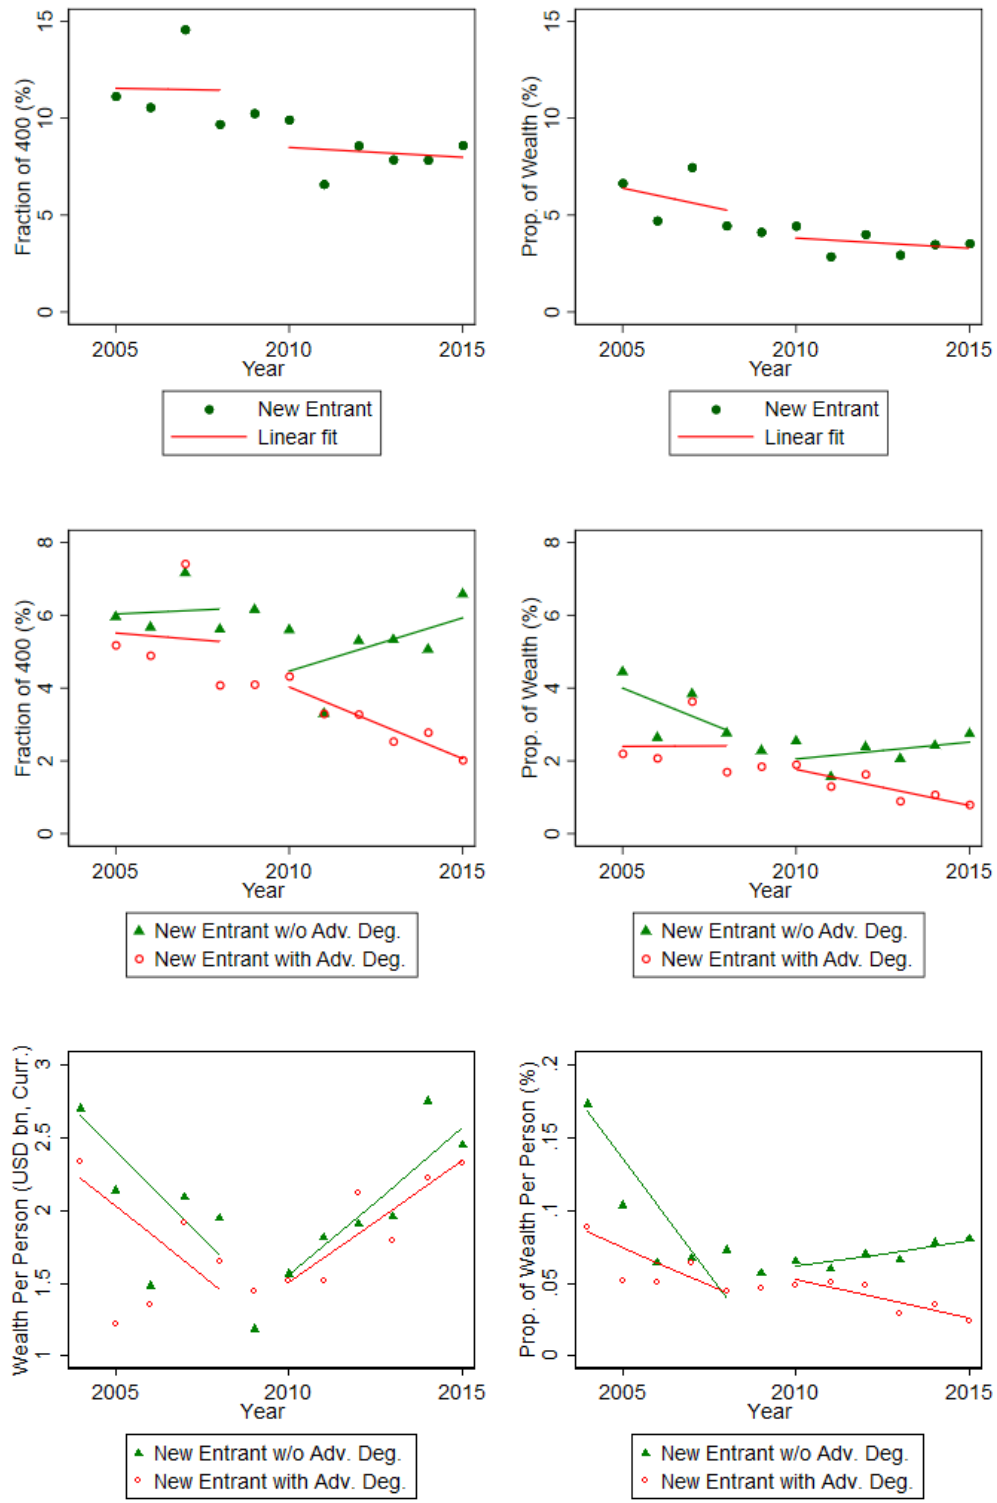 Fraction of 400 (%)
15
10
5
0
2005 2010 2015
Year
New Entrant
Linear fit
Prop. of Wealth (%)
15
10
5
0
2005 2010 2015
Year
New Entrant
Linear fit
Fraction of 400 (%)
8
6
4
2
0
2005 2010 2015
Year
New Entrant w/o Adv. Deg.
New Entrant with Adv. Deg.
Prop. of Wealth (%)
8
6
4
2
0
2005 2010 2015
Year
New Entrant w/o Adv. Deg.
New Entrant with Adv. Deg.
Wealth Per Person (USD bn, Curr.)
3
2.5
2
1.5
1
2005 2010 2015
Year
New Entrant w/o Adv. Deg.
New Entrant with Adv. Deg.
Prop. of Wealth Per Person (%)
.2
.15
.1
.05
0
2005 2010 2015
Year
New Entrant w/o Adv. Deg.
New Entrant with Adv. Deg.